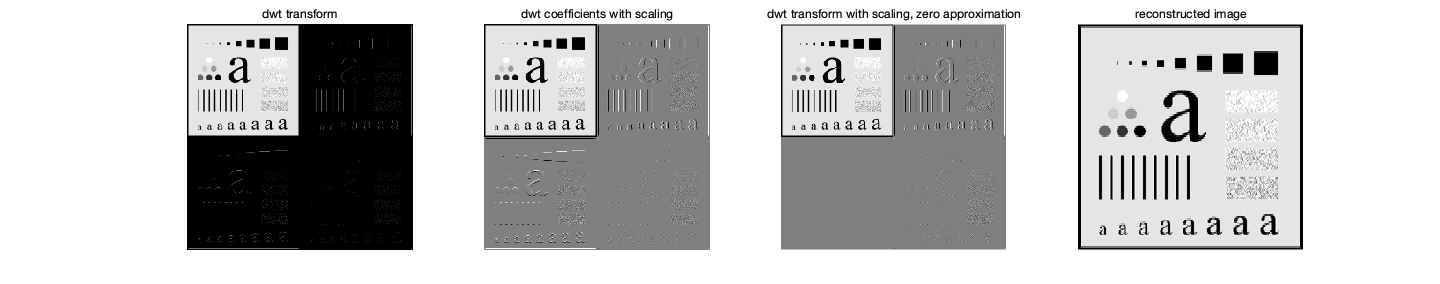 dwt transform
a
a a a a a a a a
dwt coefficients with scaling
a
a a a a a a a a
dwt transform with scaling, zero approximation
a
a a a a a a a a
reconstructed image
a
a a a a a a a a